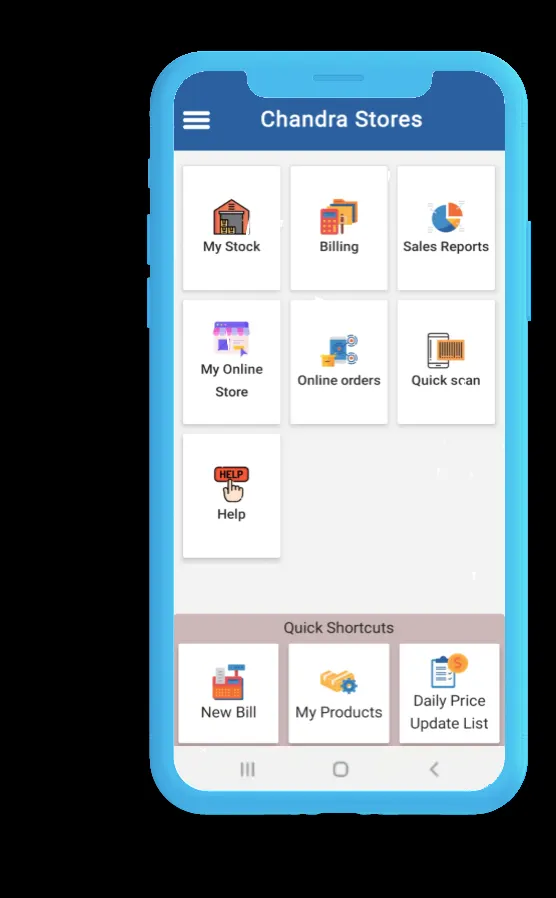 Chandra Stores
My Stock
Billing
Sales Reports
My Online
Store
Online orders
Quick scan
HELP
Help
Quick Shortcuts
New Bill
My Products
Daily Price
Update List